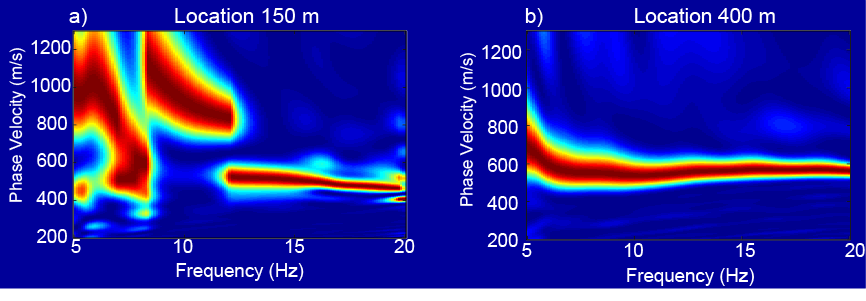 a) Location 150 m
Phase Velocity (m/s)
1200
1000
800
600
400
200
5 10 15 20
Frequency (Hz)
b) Location 400 m
Phase Velocity (m/s)
1200
1000
800
600
400
200
5 10 15 20
Frequency (Hz)